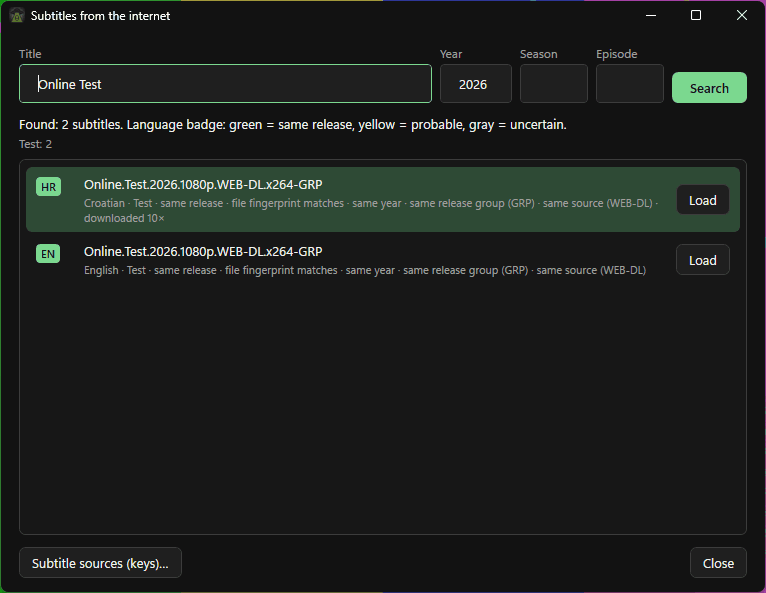 Subtitles from the internet
Title Year Season Episode
Online Test 2026 Search
Found: 2 subtitles. Language badge: green = same release, yellow = probable, gray = uncertain.
Test: 2
HR Online.Test.2026.1080p.WEB-DL.x264-GRP
Croatian · Test · same release · file fingerprint matches · same year · same release group (GRP) · same source (WEB-DL) ·
downloaded 10×
Load
EN Online.Test.2026.1080p.WEB-DL.x264-GRP
English · Test · same release · file fingerprint matches · same year · same release group (GRP) · same source (WEB-DL)
Load
Subtitle sources (keys)... Close